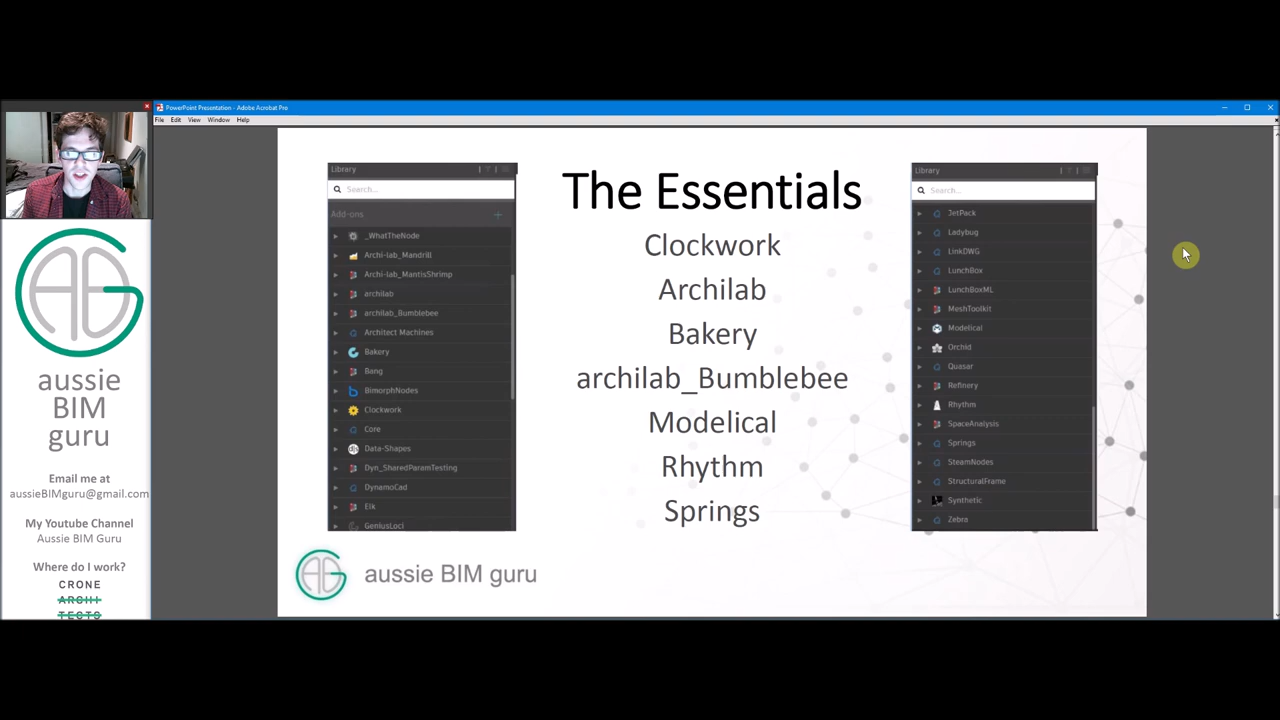 PowerPoint Presentation - Adobe Acrobat Pro
File Edit View Window Help
aussie
BIM
guru
Email me at
aussieBIMguru@gmail.com
My Youtube Channel
Aussie BIM Guru
Where do I work?
CRONE
ARCHI
TECTS
Library
Search...
Add-ons
_WhatTheNode
Archi-lab_Mandrill
Archi-lab_MantisShrimp
archilab
archilab_Bumblebee
Architect Machines
Bakery
Bang
BimorphNodes
Clockwork
Core
Data-Shapes
Dyn_SharedParamTesting
DynamoCad
Elk
GeniusLoci
The Essentials
Clockwork
Archilab
Bakery
archilab_Bumblebee
Modelical
Rhythm
Springs
Library
Search...
JetPack
Ladybug
LinkDWG
LunchBox
LunchBoxML
MeshToolkit
Modelical
Orchid
Quasar
Refinery
Rhythm
SpaceAnalysis
Springs
SteamNodes
StructuralFrame
Synthetic
Zebra
aussie BIM guru